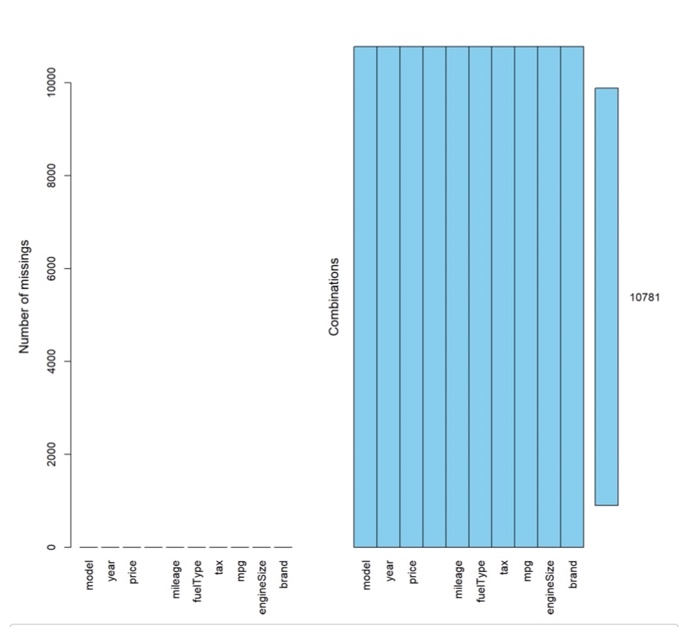 Number of missings
10000
8000
6000
4000
2000
0
model
year
price
mileage
fuelType
tax
mpg
engineSize
brand
Combinations
model
year
price
mileage
fuelType
tax
mpg
engineSize
brand
10781